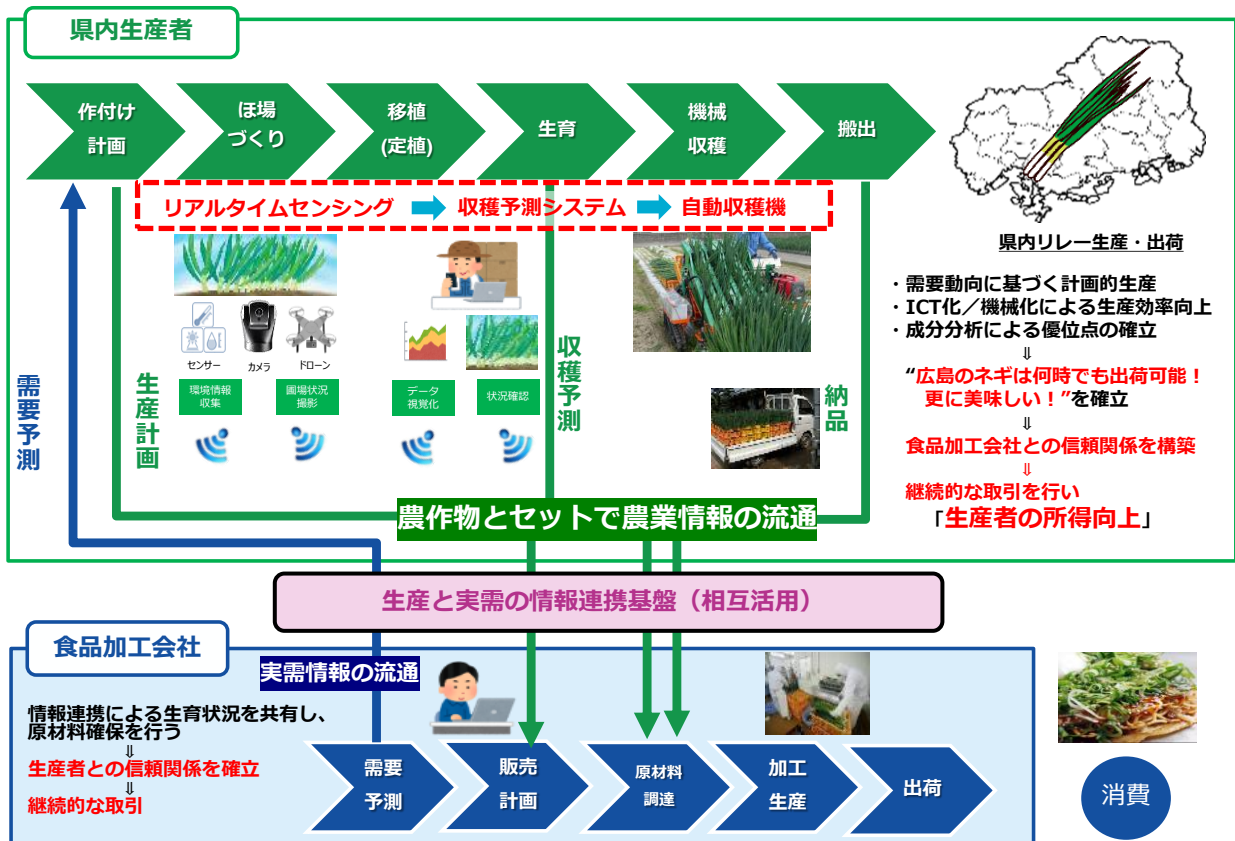 県内生産者
作付け
計画
ほ場
づくり
移植
(定植)
生育
機械
収穫
搬出
リアルタイムセンシング
収穫予測システム
自動収穫機
センサー
カメラ
ドローン
環境情報
収集
圃場状況
撮影
データ
視覚化
状況確認
需要予測
生産計画
収穫予測
納品
県内リレー生産・出荷
・需要動向に基づく計画的生産
・ICT化／機械化による生産効率向上
・成分分析による優位点の確立
⇓
“広島のネギは何時でも出荷可能！
更に美味しい！”を確立
⇓
食品加工会社との信頼関係を構築
⇓
継続的な取引を行い
「生産者の所得向上」
農作物とセットで農業情報の流通
生産と実需の情報連携基盤（相互活用）
食品加工会社
実需情報の流通
情報連携による生育状況を共有し、
原材料確保を行う
⇓
生産者との信頼関係を確立
⇓
継続的な取引
需要
予測
販売
計画
原材料
調達
加工
生産
出荷
消費